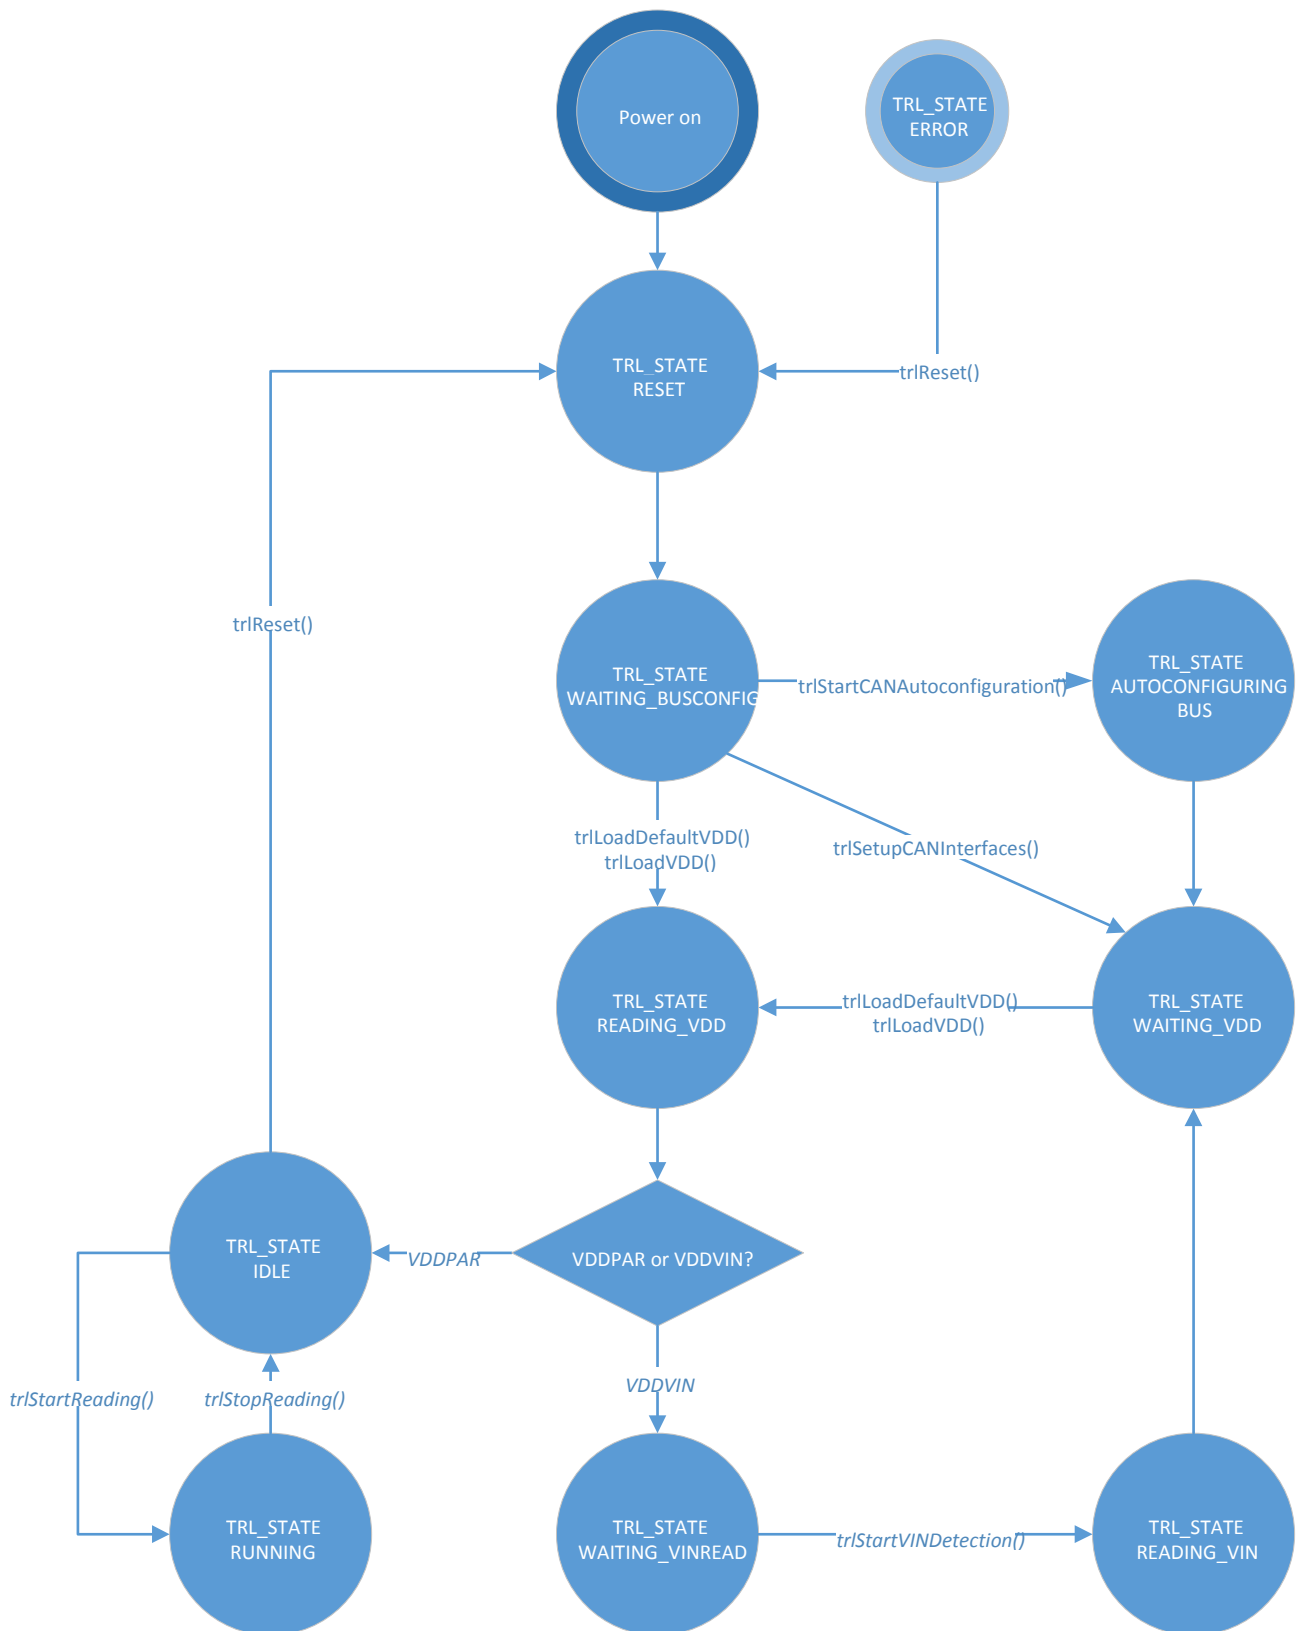 Power on
TRL_STATE
ERROR
TRL_STATE
RESET
trlReset()
trlReset()
TRL_STATE
WAITING_BUSCONFIG
trlStartCANAutoconfiguration()
TRL_STATE
AUTOCONFIGURING
BUS
trlLoadDefaultVDD()
trlLoadVDD()
trlSetupCANInterfaces()
TRL_STATE
READING_VDD
trlLoadDefaultVDD()
trlLoadVDD()
TRL_STATE
WAITING_VDD
TRL_STATE
IDLE
VDDPAR
VDDPAR or VDDVIN?
trlStartReading()
trlStopReading()
VDDVIN
TRL_STATE
RUNNING
TRL_STATE
WAITING_VINREAD
trlStartVINDetection()
TRL_STATE
READING_VIN